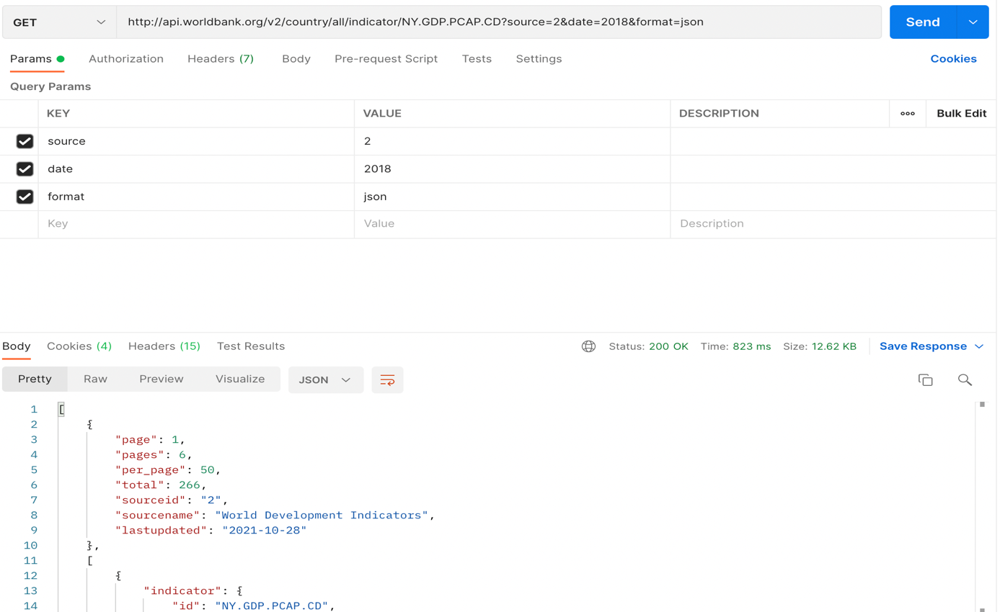 GET http://api.worldbank.org/v2/country/all/indicator/NY.GDP.PCAP.CD?source=2&date=2018&format=json Send
Params Authorization Headers (7) Body Pre-request Script Tests Settings Cookies
Query Params
KEY VALUE DESCRIPTION ooo Bulk Edit
source 2
date 2018
format json
Key Value Description
Body Cookies (4) Headers (15) Test Results Status: 200 OK Time: 823 ms Size: 12.62 KB Save Response
Pretty Raw Preview Visualize JSON
1 [
2 {
3 "page": 1,
4 "pages": 6,
5 "per_page": 50,
6 "total": 266,
7 "sourceid": "2",
8 "sourcename": "World Development Indicators",
9 "lastupdated": "2021-10-28"
10 },
11 [
12 {
13 "indicator": {
14 "id": "NY.GDP.PCAP.CD",